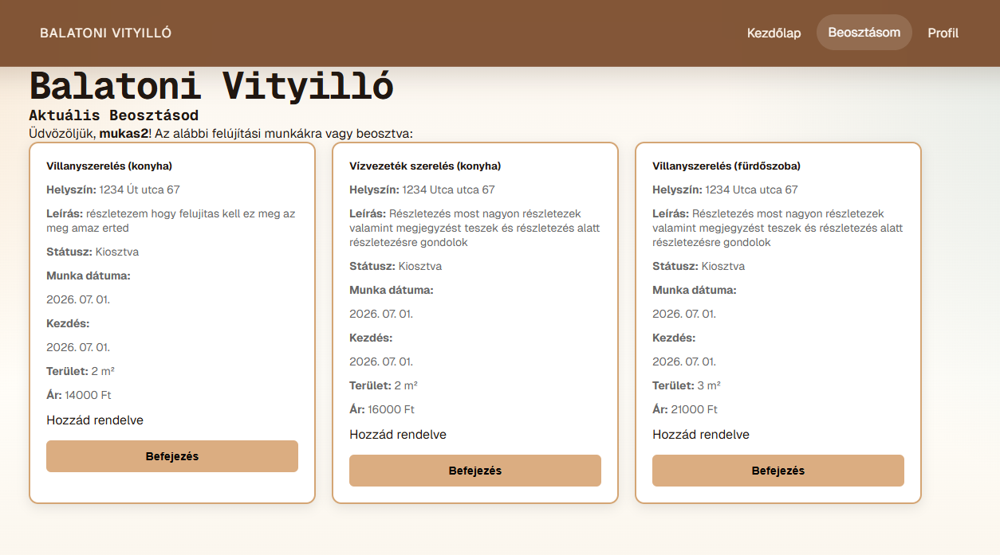 BALATONI VITYILLÓ
Kezdőlap
Beosztásom
Profil
Balatoni Vityilló
Aktuális Beosztásod
Üdvözöljük, mukas2! Az alábbi felújítási munkákra vagy beosztva:
Villanyszerelés (konyha)
Helyszín: 1234 Út utca 67
Leírás: részletezem hogy felujitas kell ez meg az
meg amaz erted
Státusz: Kiosztva
Munka dátuma:
2026. 07. 01.
Kezdés:
2026. 07. 01.
Terület: 2 m²
Ár: 14000 Ft
Hozzád rendelve
Befejezés
Vízvezeték szerelés (konyha)
Helyszín: 1234 Utca utca 67
Leírás: Részletezés most nagyon részletezek
valamint megjegyzést teszek és részletezés alatt
részletezésre gondolok
Státusz: Kiosztva
Munka dátuma:
2026. 07. 01.
Kezdés:
2026. 07. 01.
Terület: 2 m²
Ár: 16000 Ft
Hozzád rendelve
Befejezés
Villanyszerelés (fürdőszoba)
Helyszín: 1234 Utca utca 67
Leírás: Részletezés most nagyon részletezek
valamint megjegyzést teszek és részletezés alatt
részletezésre gondolok
Státusz: Kiosztva
Munka dátuma:
2026. 07. 01.
Kezdés:
2026. 07. 01.
Terület: 3 m²
Ár: 21000 Ft
Hozzád rendelve
Befejezés